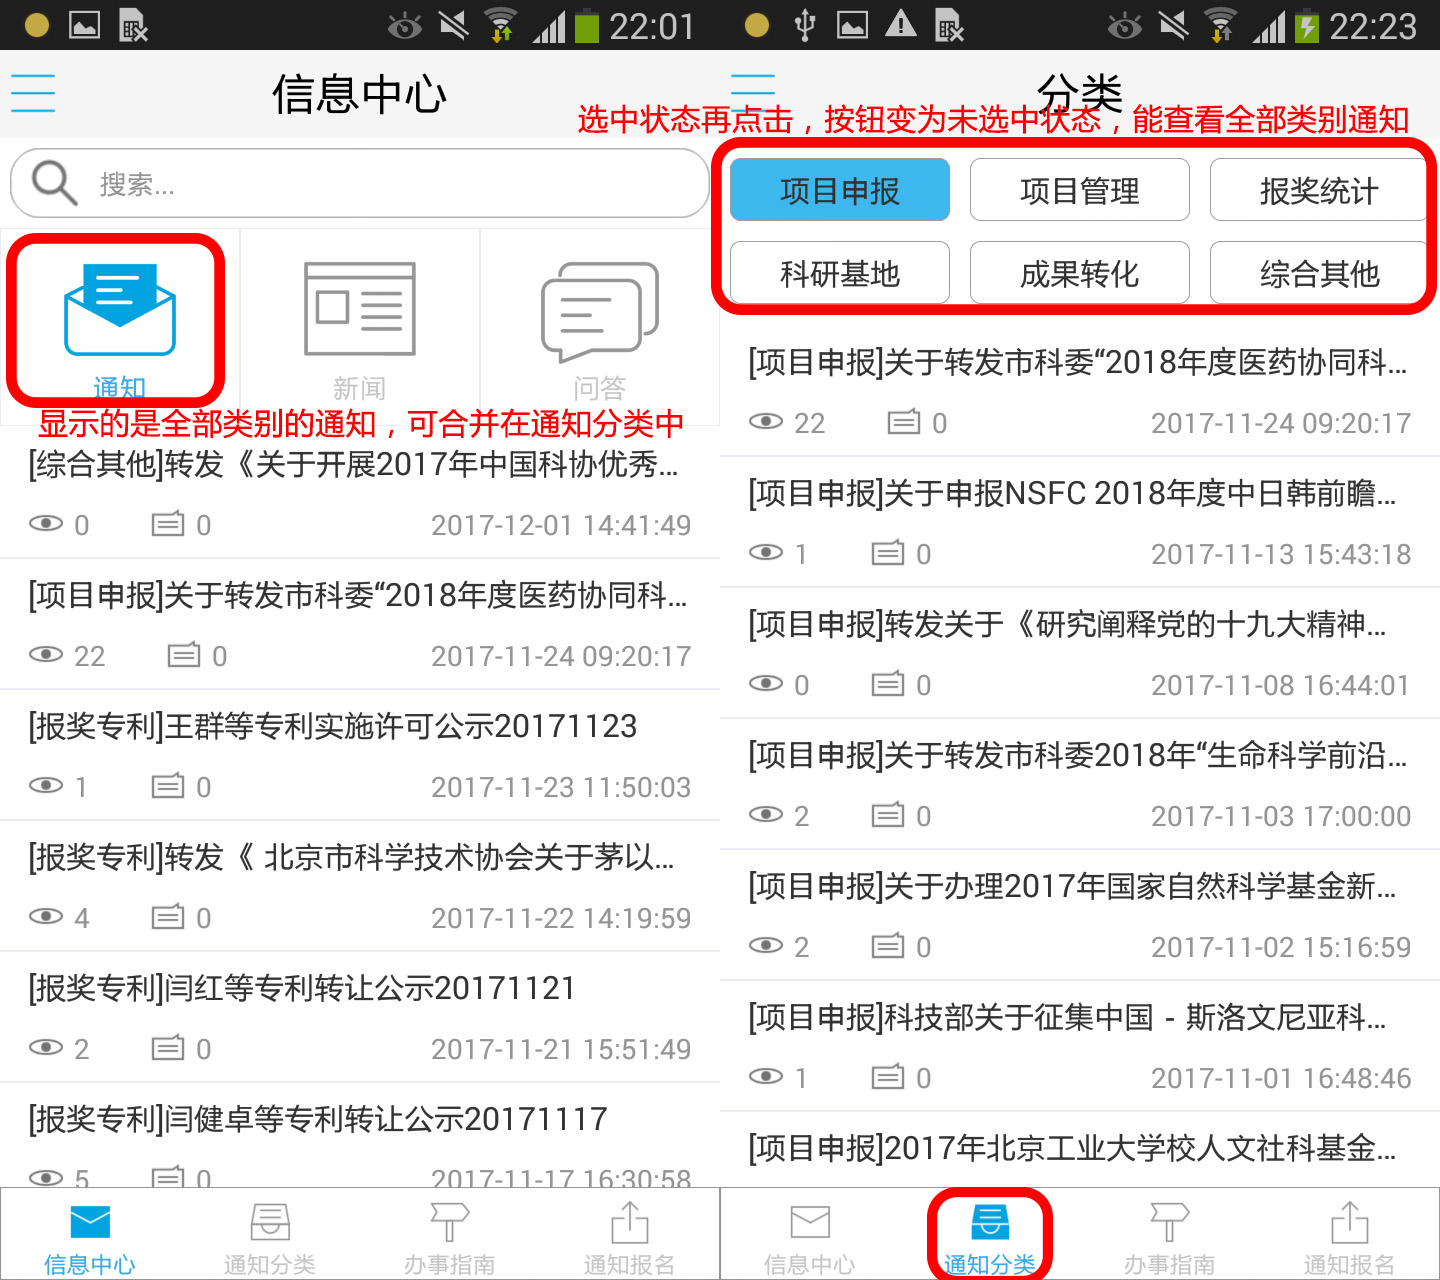 22:01
信息中心
搜索...
通知
新闻
问答
显示的是全部类别的通知，可合并在通知分类中
[综合其他]转发《关于开展2017年中国科协优秀...
0
0
2017-12-01 14:41:49
[项目申报]关于转发市科委“2018年度医药协同科...
22
0
2017-11-24 09:20:17
[报奖专利]王群等专利实施许可公示20171123
1
0
2017-11-23 11:50:03
[报奖专利]转发《 北京市科学技术协会关于茅以...
4
0
2017-11-22 14:19:59
[报奖专利]闫红等专利转让公示20171121
2
0
2017-11-21 15:51:49
[报奖专利]闫健卓等专利转让公示20171117
5
0
2017-11-17 16:30:58
信息中心
通知分类
办事指南
通知报名
22:23
分类
选中状态再点击，按钮变为未选中状态，能查看全部类别通知
项目申报
项目管理
报奖统计
科研基地
成果转化
综合其他
[项目申报]关于转发市科委“2018年度医药协同科...
22
0
2017-11-24 09:20:17
[项目申报]关于申报NSFC 2018年度中日韩前瞻...
1
0
2017-11-13 15:43:18
[项目申报]转发关于《研究阐释党的十九大精神...
0
0
2017-11-08 16:44:01
[项目申报]关于转发市科委2018年“生命科学前沿...
2
0
2017-11-03 17:00:00
[项目申报]关于办理2017年国家自然科学基金新...
2
0
2017-11-02 15:16:59
[项目申报]科技部关于征集中国 - 斯洛文尼亚科...
1
0
2017-11-01 16:48:46
[项目申报]2017年北京工业大学校人文社科基金...
信息中心
通知分类
办事指南
通知报名